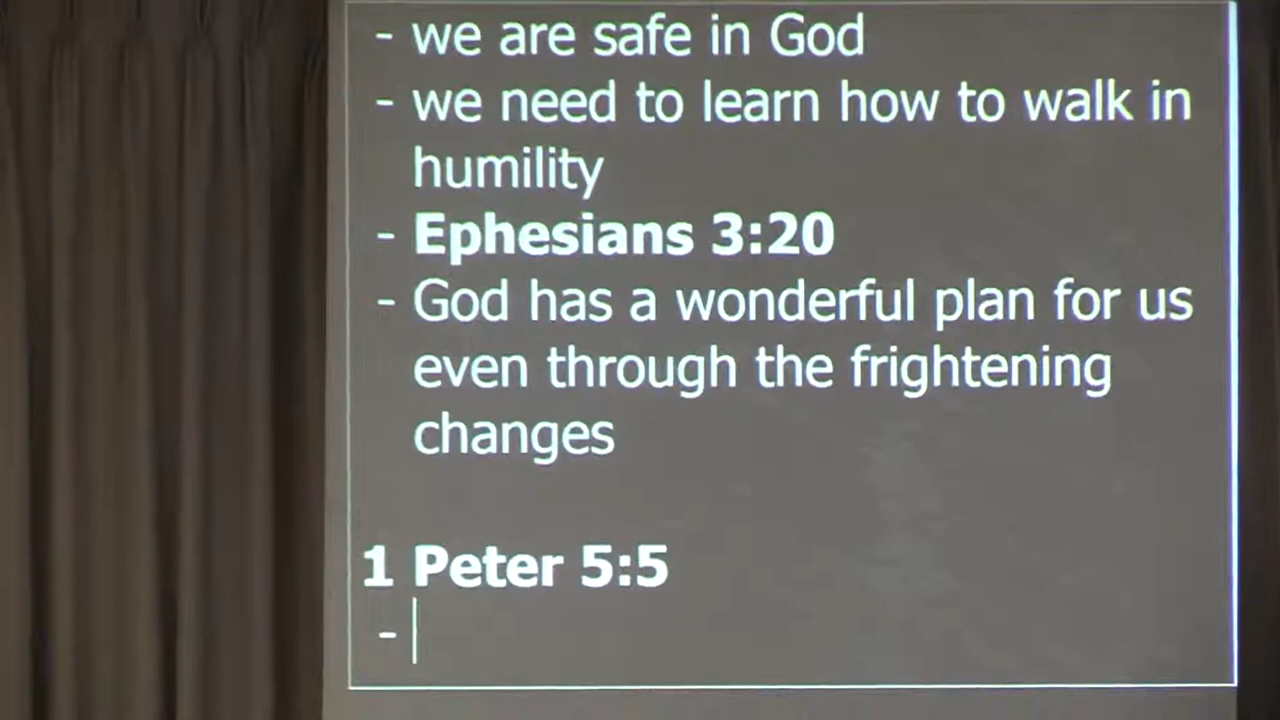 - we are safe in God
- we need to learn how to walk in
humility
- Ephesians 3:20
- God has a wonderful plan for us
even through the frightening
changes
1 Peter 5:5
-